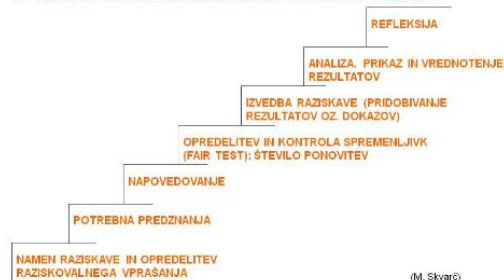 REFLEKSIJA
ANALIZA, PRIKAZ IN VREDNOTENJE
REZULTATOV
IZVEDBA RAZISKAVE (PRIDOBIVANJE
REZULTATOV OZ. DOKAZOV)
OPREDELITEV IN KONTROLA SPREMENLJIVK
(FAIR TEST); ŠTEVILO PONOVITEV
NAPOVEDOVANJE
POTREBNA PREDZNANJA
NAMEN RAZISKAVE IN OPREDELITEV
RAZISKOVALNEGA VPRAŠANJA
(M. Skvarč)